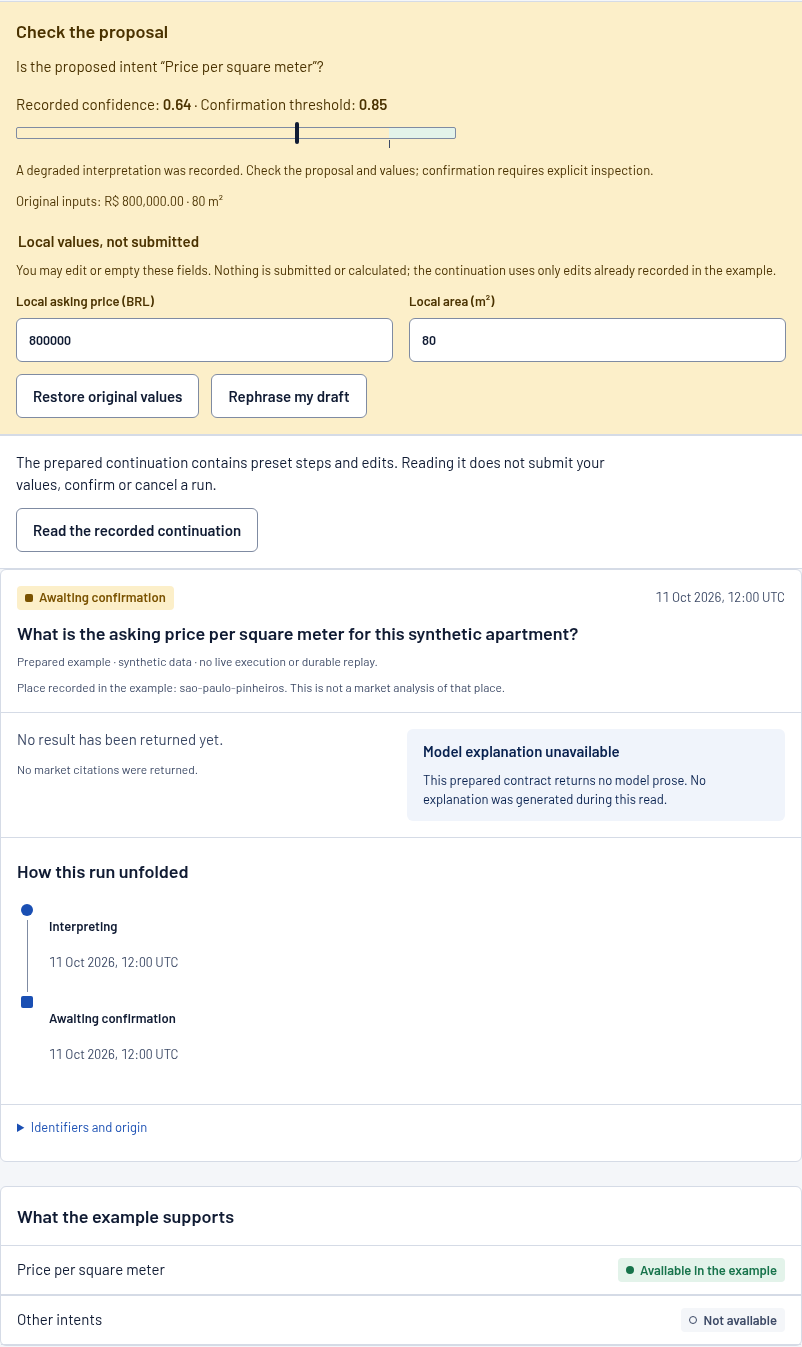 Check the proposal
Is the proposed intent “Price per square meter”?
Recorded confidence: 0.64 · Confirmation threshold: 0.85
A degraded interpretation was recorded. Check the proposal and values; confirmation requires explicit inspection.
Original inputs: R$ 800,000.00 · 80 m²
Local values, not submitted
You may edit or empty these fields. Nothing is submitted or calculated; the continuation uses only edits already recorded in the example.
Local asking price (BRL)
Local area (m²)
800000
80
Restore original values
Rephrase my draft
The prepared continuation contains preset steps and edits. Reading it does not submit your
values, confirm or cancel a run.
Read the recorded continuation
Awaiting confirmation
11 Oct 2026, 12:00 UTC
What is the asking price per square meter for this synthetic apartment?
Prepared example · synthetic data · no live execution or durable replay.
Place recorded in the example: sao-paulo-pinheiros. This is not a market analysis of that place.
No result has been returned yet.
No market citations were returned.
Model explanation unavailable
This prepared contract returns no model prose. No
explanation was generated during this read.
How this run unfolded
Interpreting
11 Oct 2026, 12:00 UTC
Awaiting confirmation
11 Oct 2026, 12:00 UTC
Identifiers and origin
What the example supports
Price per square meter
Available in the example
Other intents
Not available